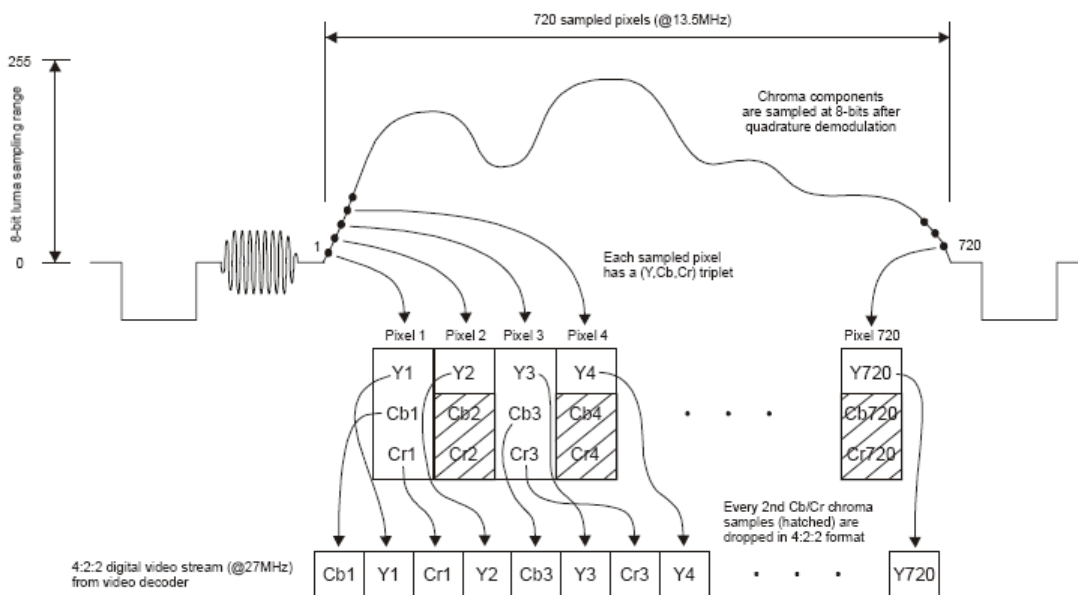 720 sampled pixels (@13.5MHz)
255
8-bit luma sampling range
0
Chroma components
are sampled at 8-bits after
quadrature demodulation
1
720
Each sampled pixel
has a (Y,Cb,Cr) triplet
Pixel 1 Pixel 2 Pixel 3 Pixel 4 Pixel 720
Y1 Y2 Y3 Y4 Y720
Cb1 Cb2 Cb3 Cb4 . . . Cb720
Cr1 Cr2 Cr3 Cr4 Cr720
Every 2nd Cb/Cr chroma
samples (hatched) are
dropped in 4:2:2 format
4:2:2 digital video stream (@27MHz)
from video decoder
Cb1 Y1 Cr1 Y2 Cb3 Y3 Cr3 Y4 . . . Y720